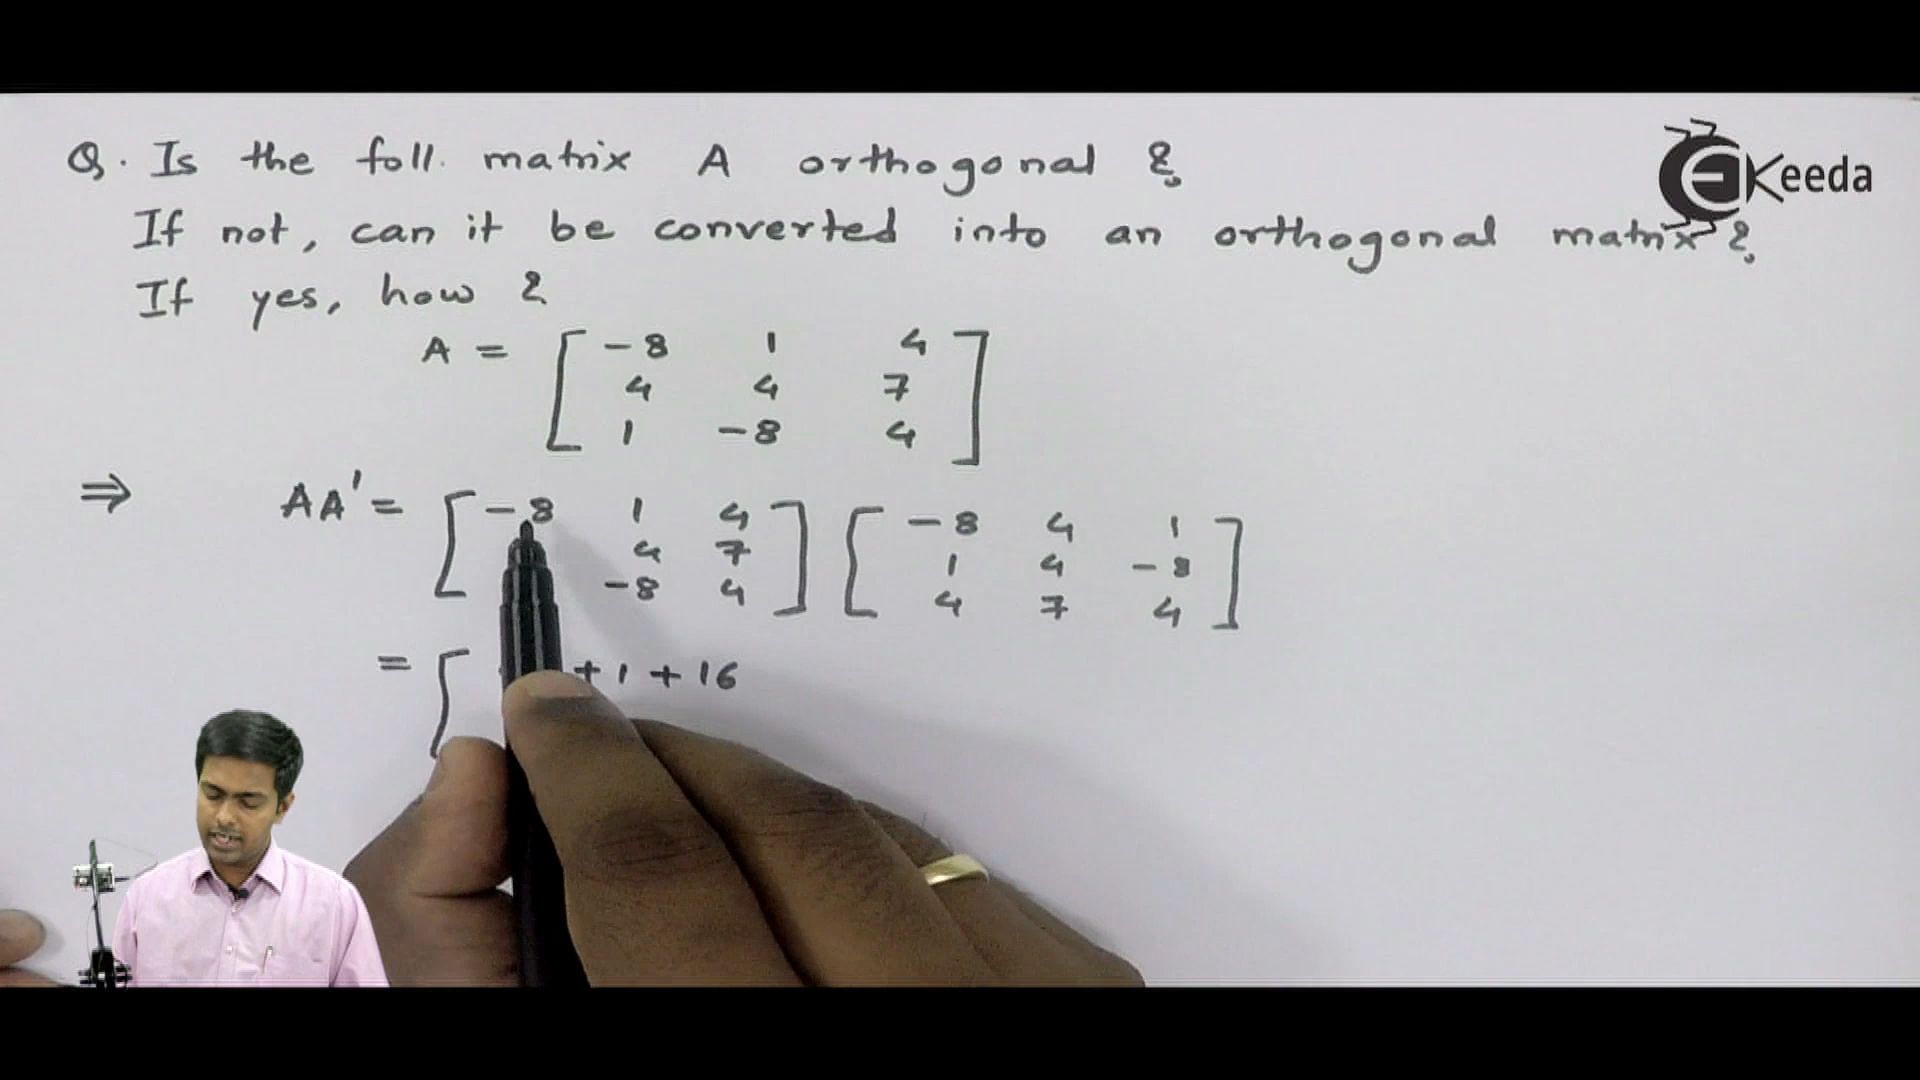 Q. Is the foll. matrix A orthogonal ?
EKeeda
If not, can it be converted into an orthogonal matrix ?
If yes, how ?
A = [ -8 1 4
4 4 7
1 -8 4 ]
⇒ AA' = [ -8 1 4 ] [ -8 4 1 ]
4 7 1 4 -8
-8 4 4 7 4
= [ + 1 + 16